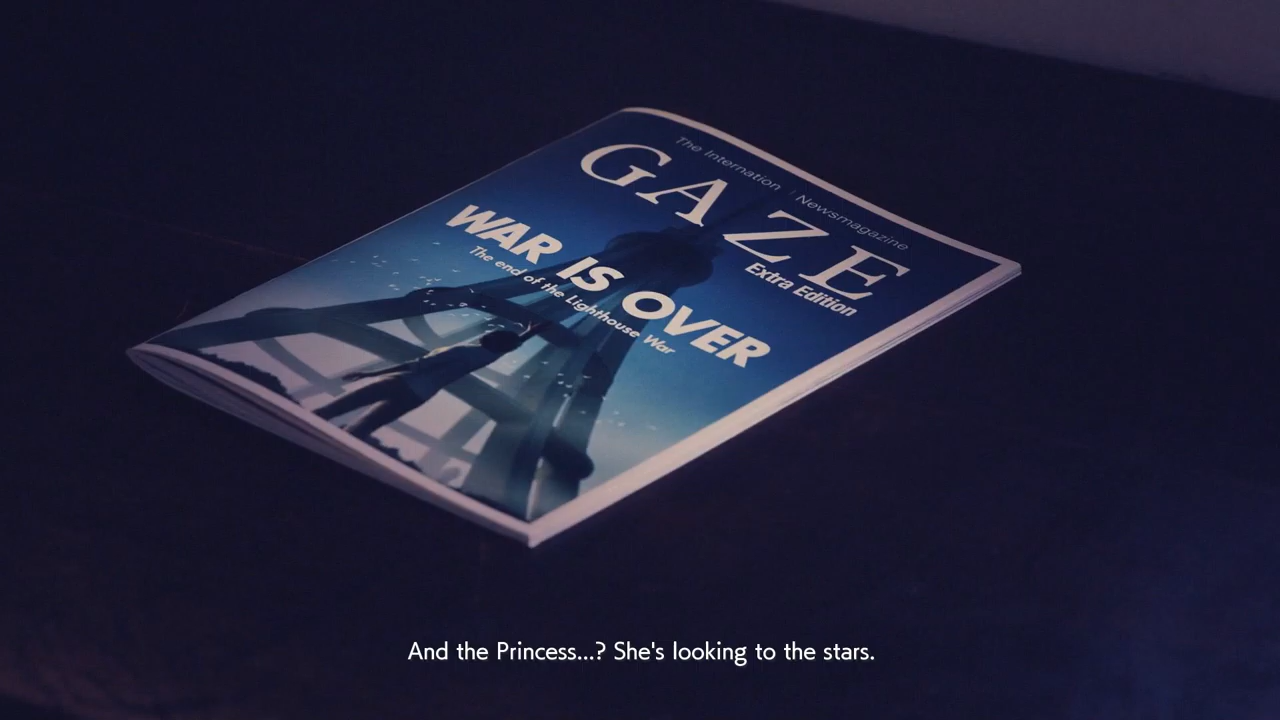 The Internation Newsmagazine
GAZE
Extra Edition
WAR IS OVER
The end of the Lighthouse War
And the Princess...? She's looking to the stars.